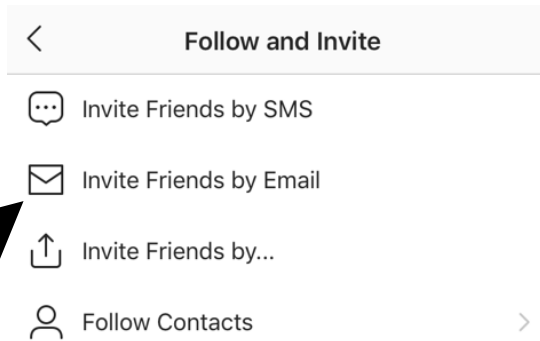 Follow and Invite
Invite Friends by SMS
Invite Friends by Email
Invite Friends by...
Follow Contacts